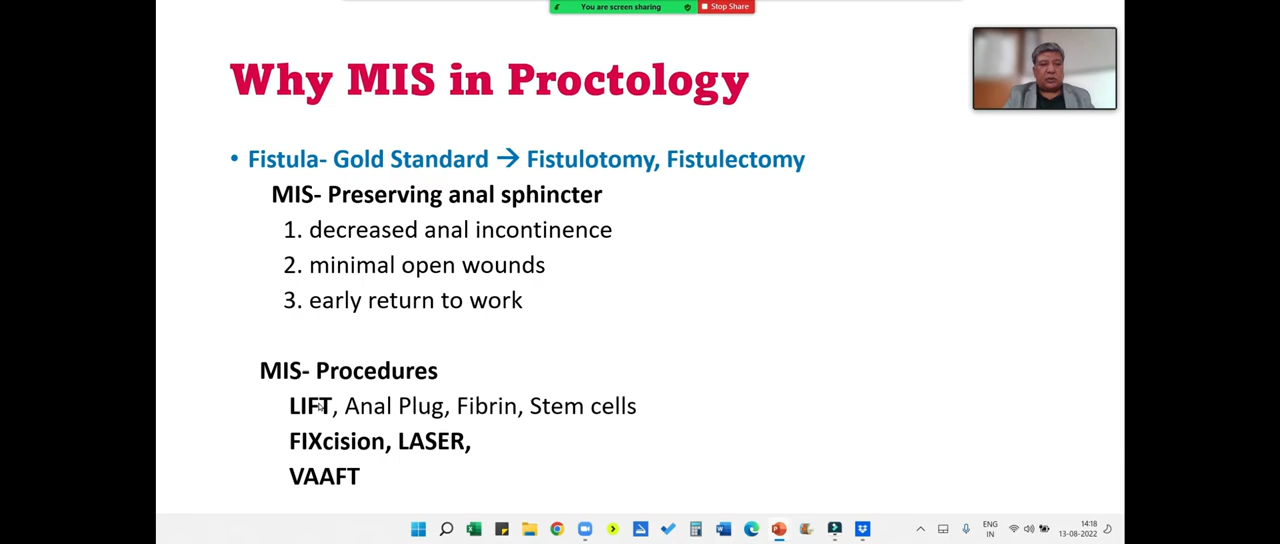 You are screen sharing
Stop Share
Why MIS in Proctology
• Fistula- Gold Standard → Fistulotomy, Fistulectomy
MIS- Preserving anal sphincter
1. decreased anal incontinence
2. minimal open wounds
3. early return to work
MIS- Procedures
LIFT, Anal Plug, Fibrin, Stem cells
FIXcision, LASER,
VAAFT
ENG
IN
14:18
13-08-2022